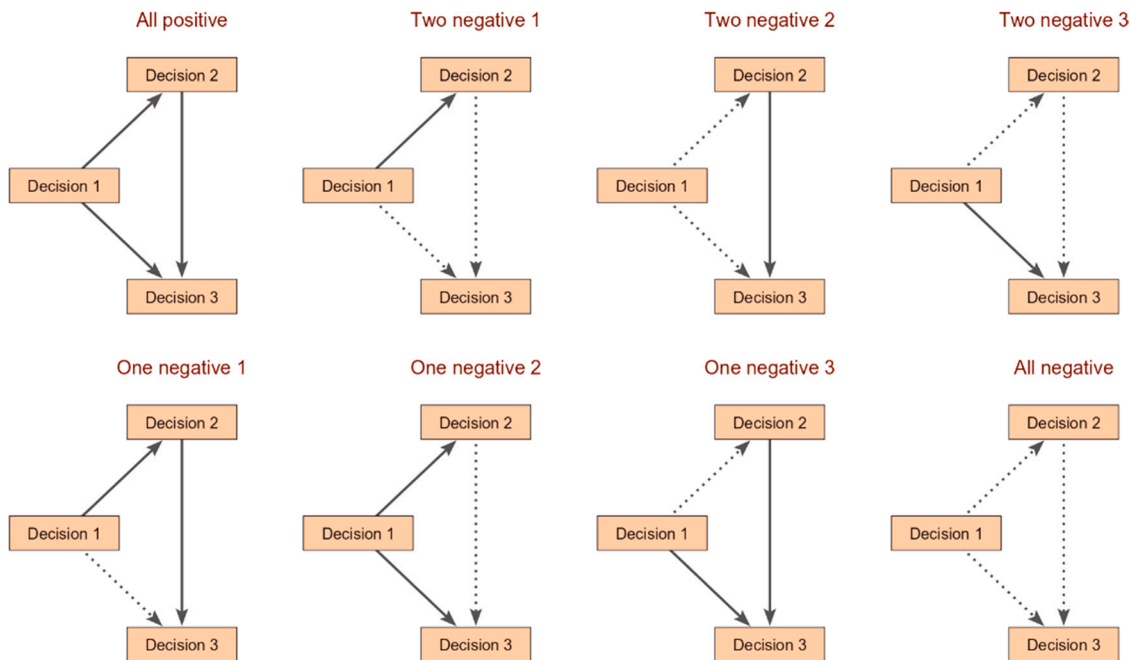 All positive
Two negative 1
Two negative 2
Two negative 3
Decision 2
Decision 2
Decision 2
Decision 2
Decision 1
Decision 1
Decision 1
Decision 1
Decision 3
Decision 3
Decision 3
Decision 3
One negative 1
One negative 2
One negative 3
All negative
Decision 2
Decision 2
Decision 2
Decision 2
Decision 1
Decision 1
Decision 1
Decision 1
Decision 3
Decision 3
Decision 3
Decision 3